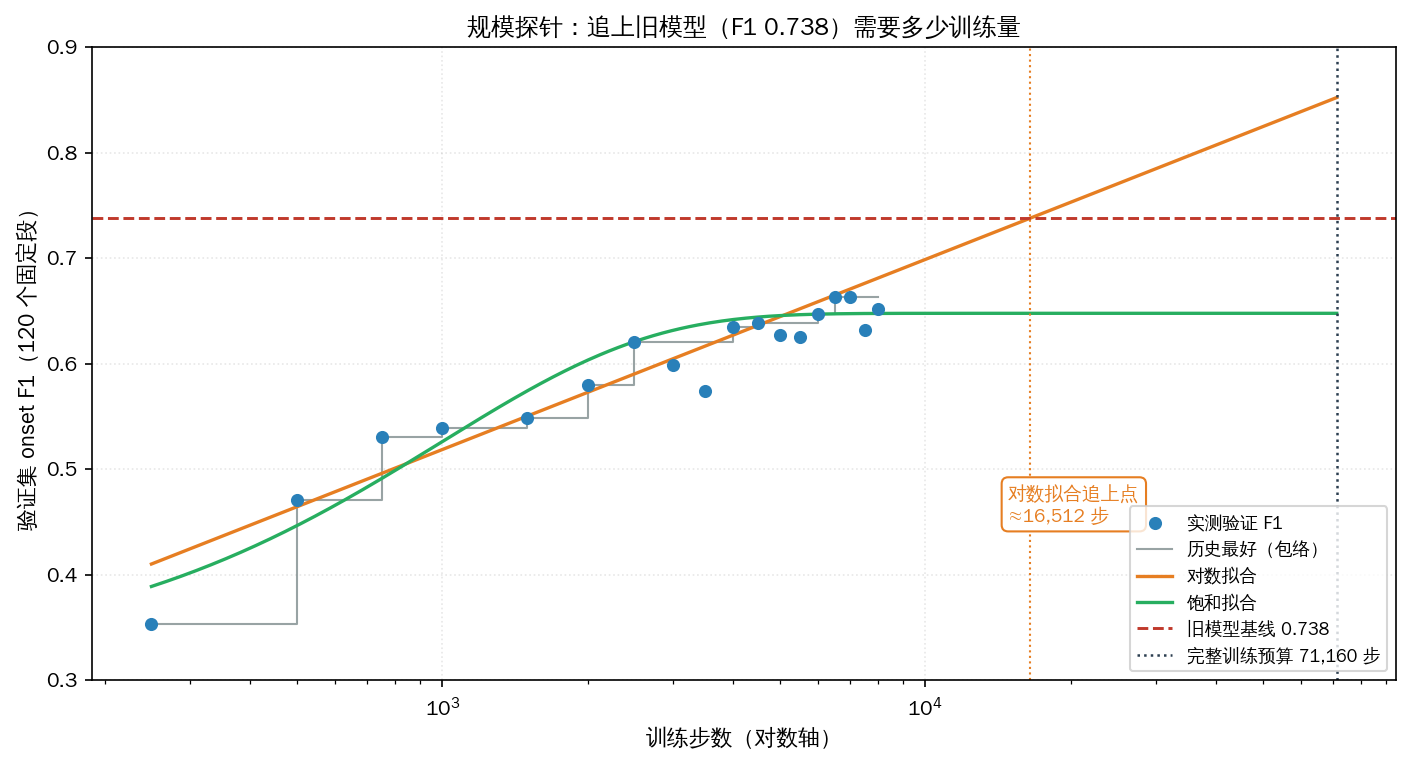 规模探针：追上旧模型（F1 0.738）需要多少训练量
验证集 onset F1（120 个固定段）
0.9
0.8
0.7
0.6
0.5
0.4
0.3
10³
10⁴
训练步数（对数轴）
对数拟合追上点
≈16,512 步
实测验证 F1
历史最好（包络）
对数拟合
饱和拟合
旧模型基线 0.738
完整训练预算 71,160 步